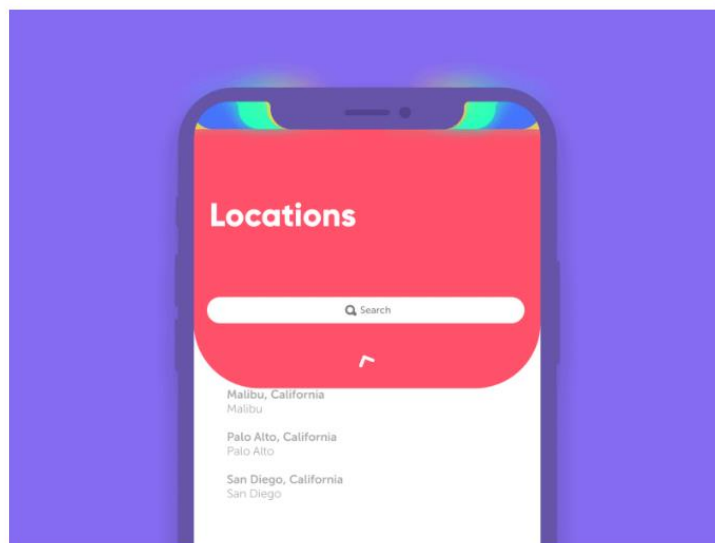 Locations
Search
Malibu, California
Malibu
Palo Alto, California
Palo Alto
San Diego, California
San Diego